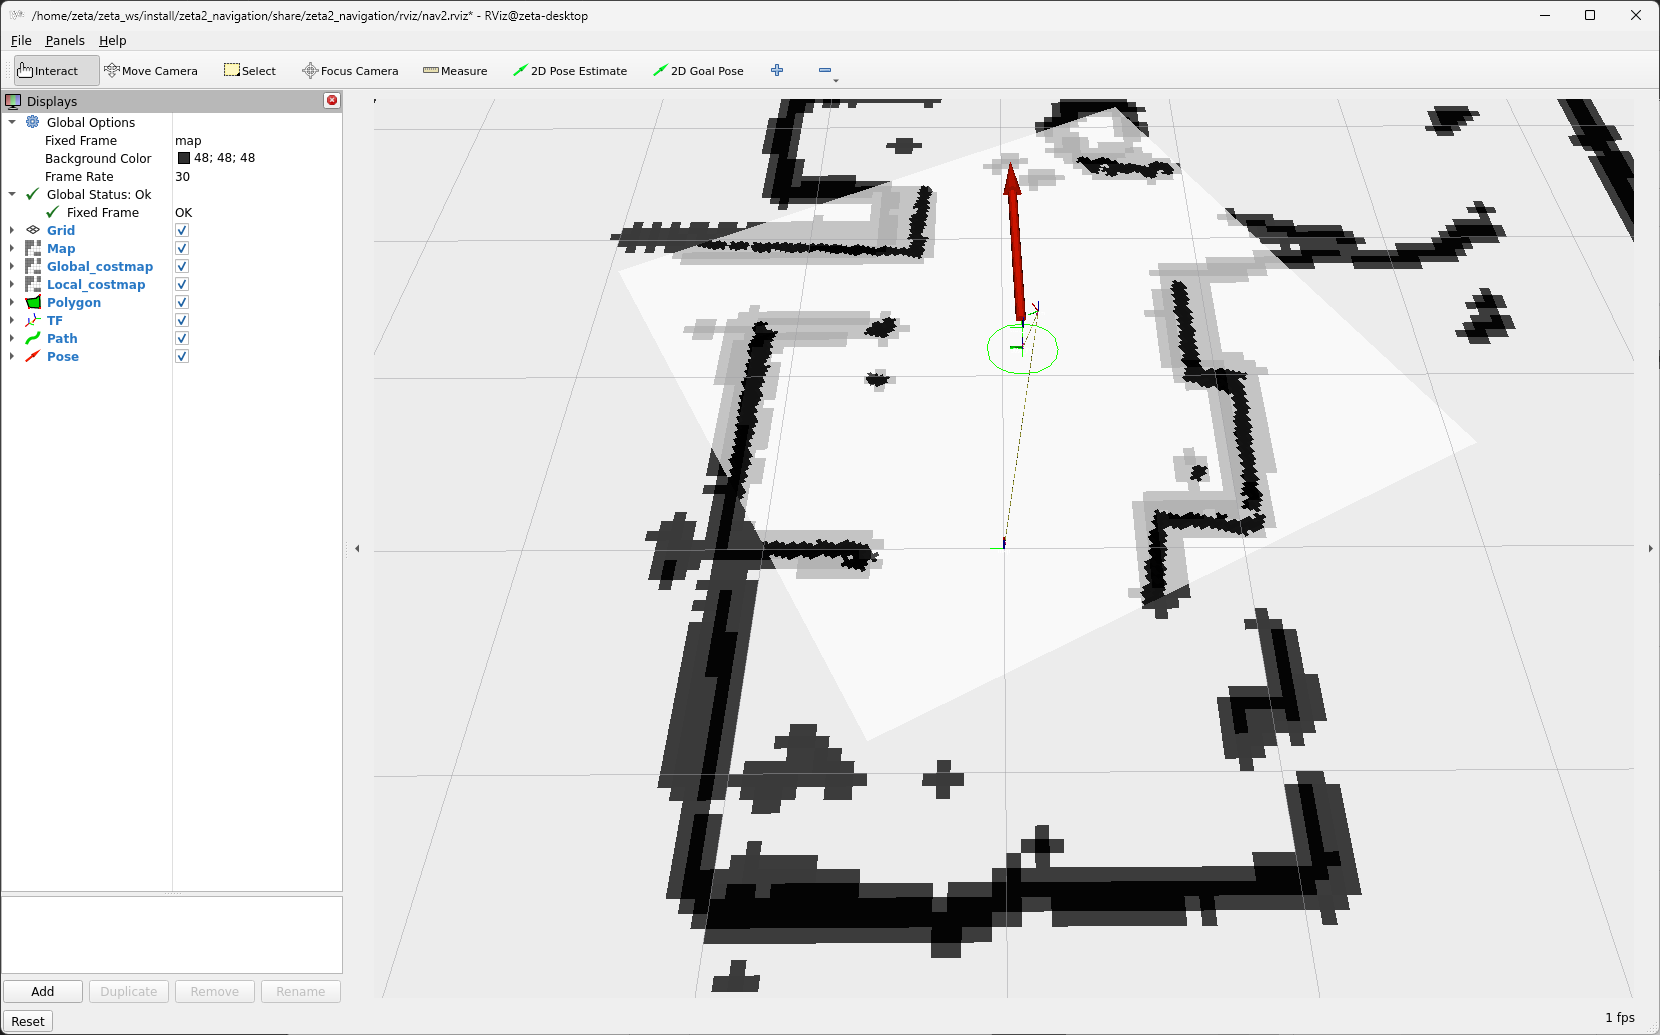 /home/zeta/zeta_ws/install/zeta2_navigation/share/zeta2_navigation/rviz/nav2.rviz* - RViz@zeta-desktop
File Panels Help
Interact Move Camera Select Focus Camera Measure 2D Pose Estimate 2D Goal Pose
Displays
Global Options
Fixed Frame map
Background Color 48; 48; 48
Frame Rate 30
Global Status: Ok
Fixed Frame OK
Grid
Map
Global_costmap
Local_costmap
Polygon
TF
Path
Pose
Add Duplicate Remove Rename
Reset
1 fps